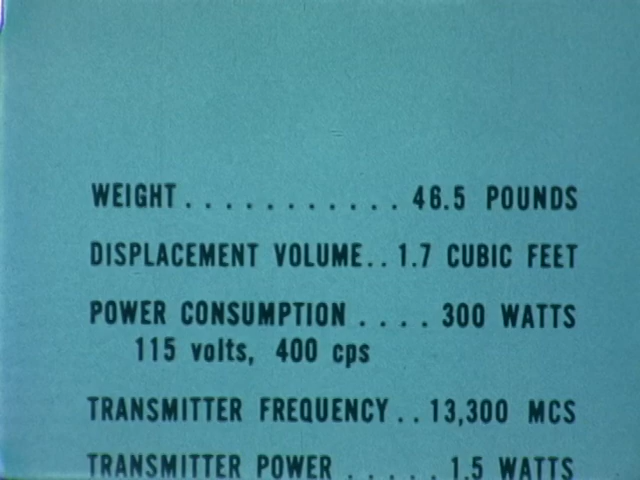 WEIGHT . . . . . . . . . . . 46.5 POUNDS
DISPLACEMENT VOLUME . . 1.7 CUBIC FEET
POWER CONSUMPTION . . . . 300 WATTS
115 volts, 400 cps
TRANSMITTER FREQUENCY . . 13,300 MCS
TRANSMITTER POWER . . . . . 1.5 WATTS